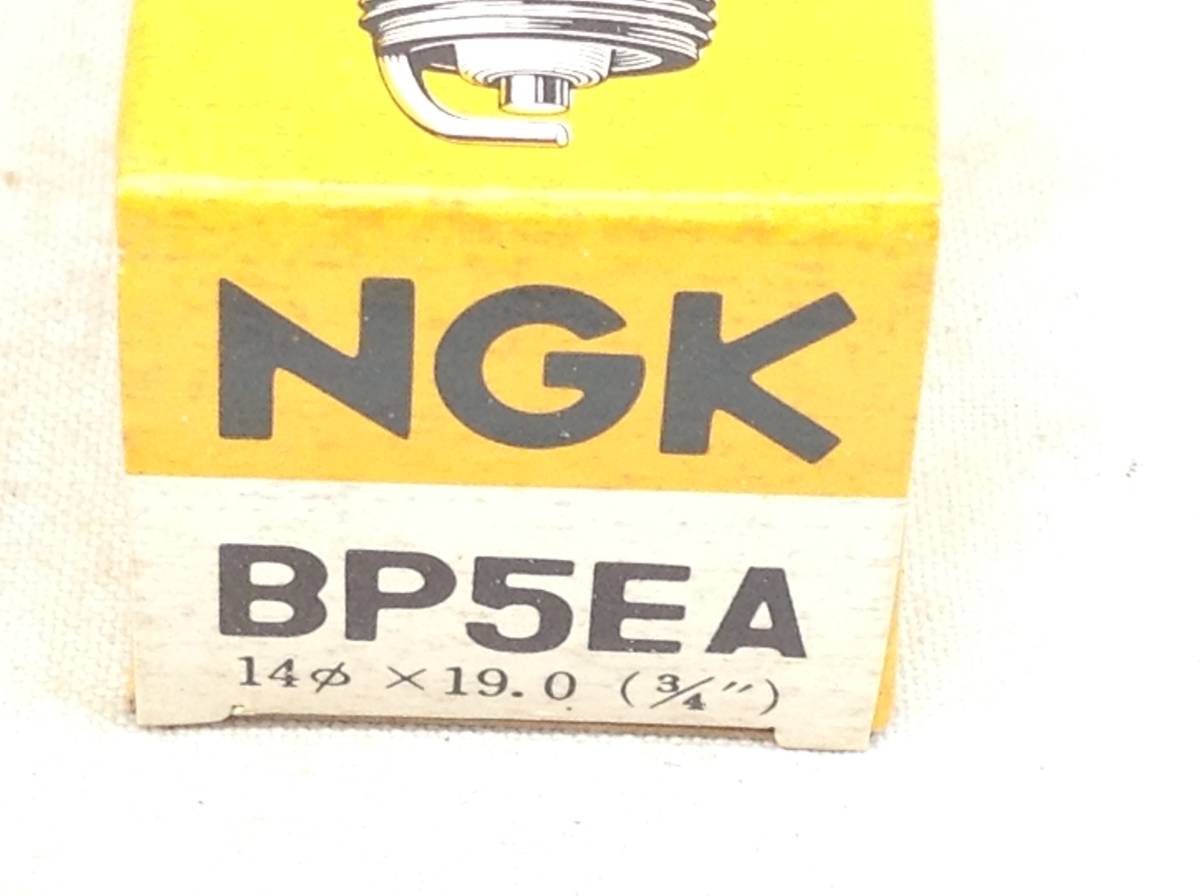 NGK
BP5EA
14φ ×19.0 (3/4″)